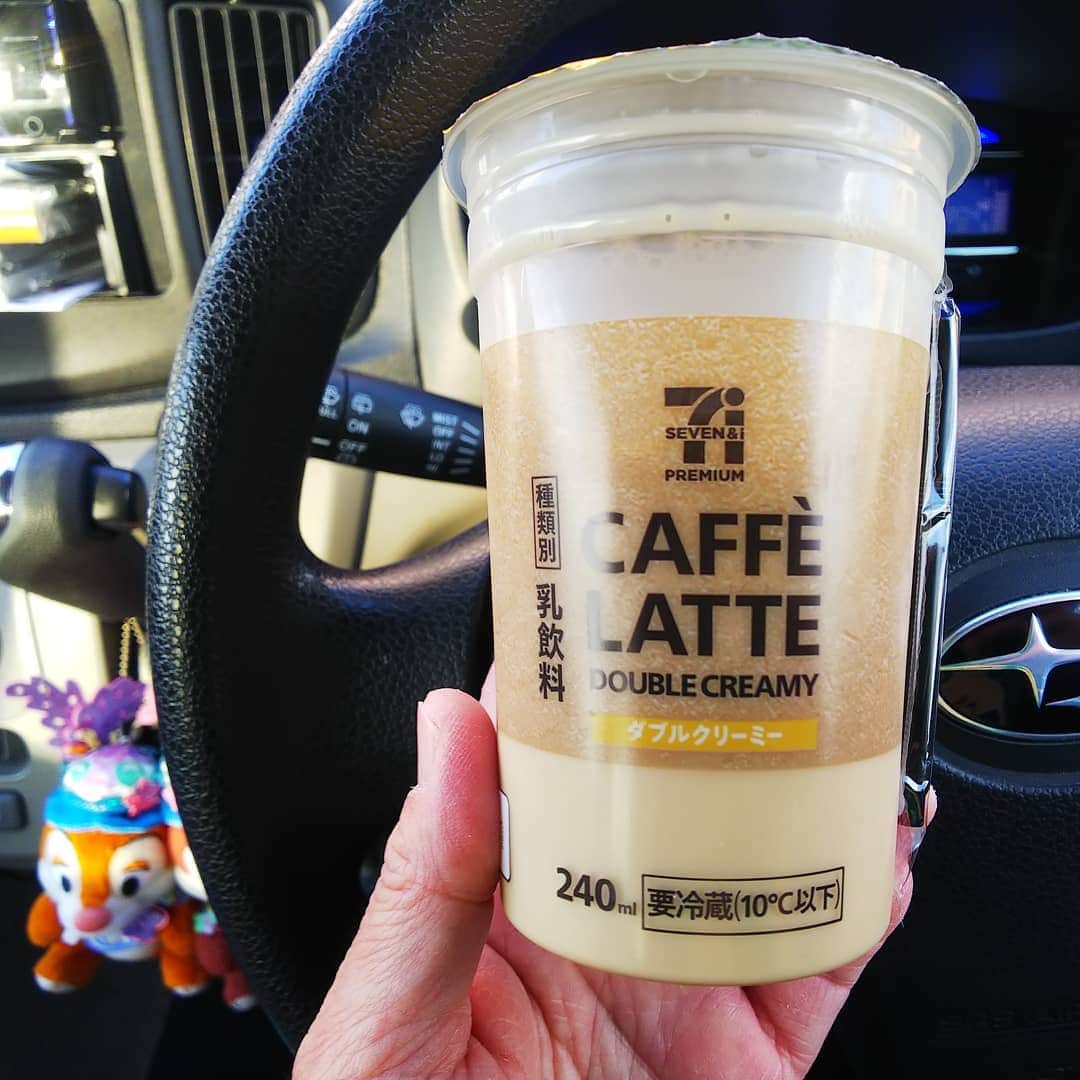 7i
SEVEN&i
PREMIUM
CAFFÈ
LATTE
DOUBLE CREAMY
ダブルクリーミー
種類別
乳飲料
240ml
要冷蔵(10℃以下)
ON
OFF
MIST
OFF
INT